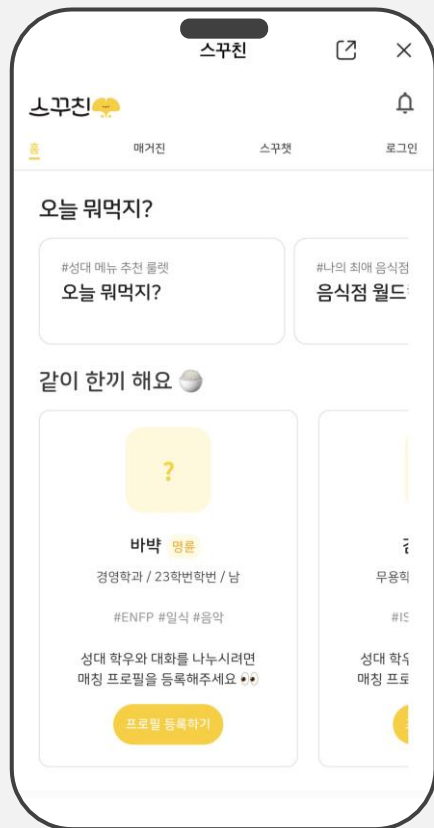 스꾸친
스꾸친
홈 매거진 스꾸챗 로그인
오늘 뭐먹지?
#성대 메뉴 추천 룰렛
오늘 뭐먹지?
#나의 최애 음식점
음식점 월드
같이 한끼 해요 🍚
?
바뱍 명륜
경영학과 / 23학번학번 / 남
#ENFP #일식 #음악
성대 학우와 대화를 나누시려면
매칭 프로필을 등록해주세요 👀
프로필 등록하기
무용학
#IS
성대 학우
매칭 프로